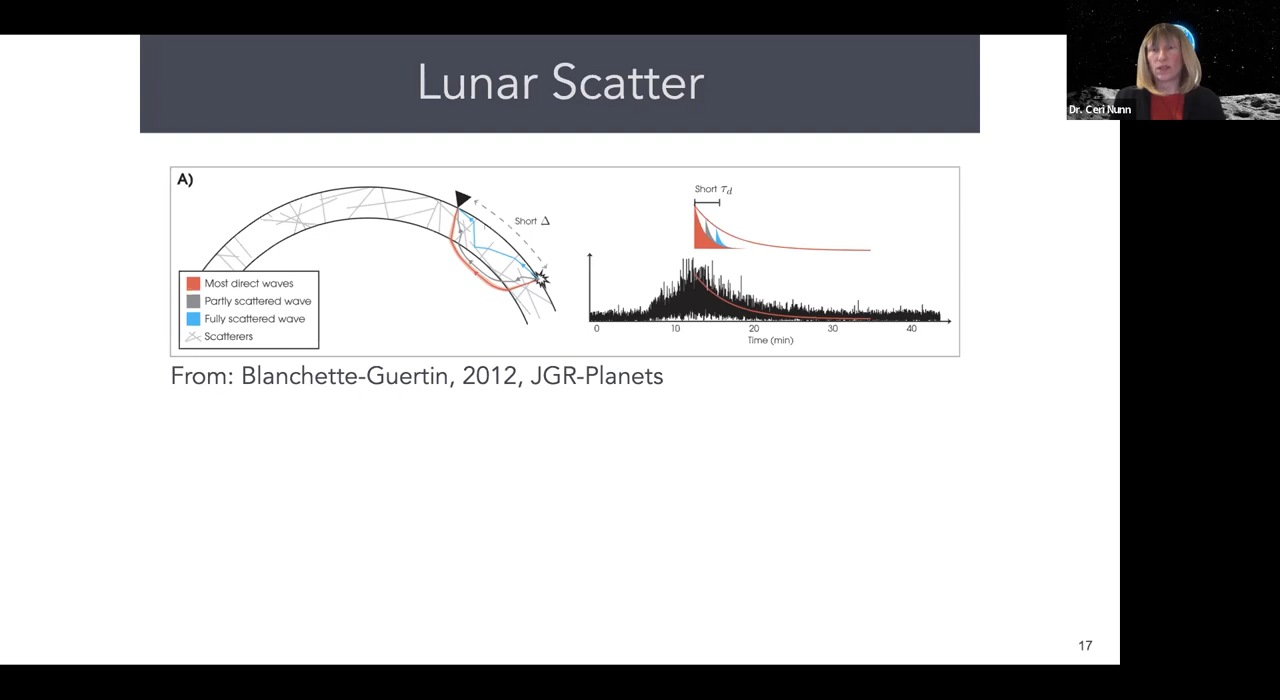 Lunar Scatter
Dr. Ceri Nunn
A)
Short Δ
Most direct waves
Partly scattered wave
Fully scattered wave
Scatterers
Short τd
0 10 20 30 40
Time (min)
From: Blanchette-Guertin, 2012, JGR-Planets
17